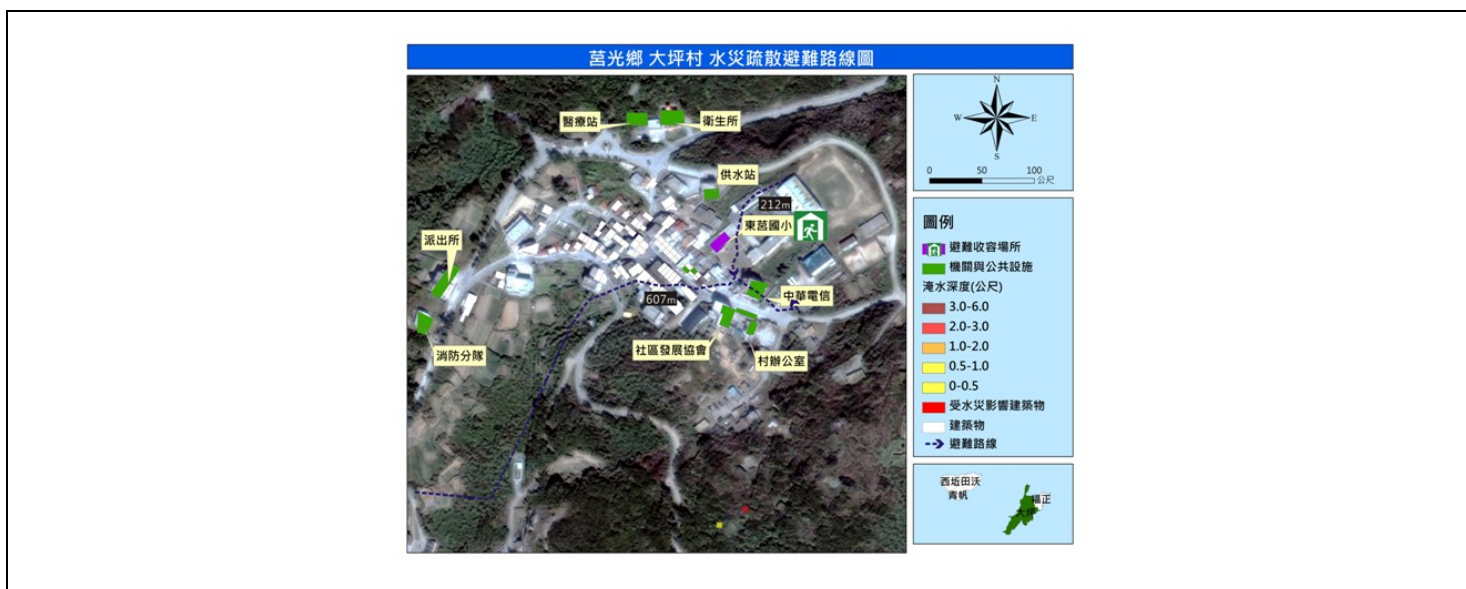 莒光鄉 大坪村 水災疏散避難路線圖
醫療站
衛生所
供水站
212m
東莒國小
派出所
中華電信
607m
消防分隊
社區發展協會
村辦公室
N
W
E
S
0
50
100
公尺
圖例
避難收容場所
機關與公共設施
淹水深度(公尺)
3.0-6.0
2.0-3.0
1.0-2.0
0.5-1.0
0-0.5
受水災影響建築物
建築物
避難路線
西坵田沃
青帆
福正
大坪